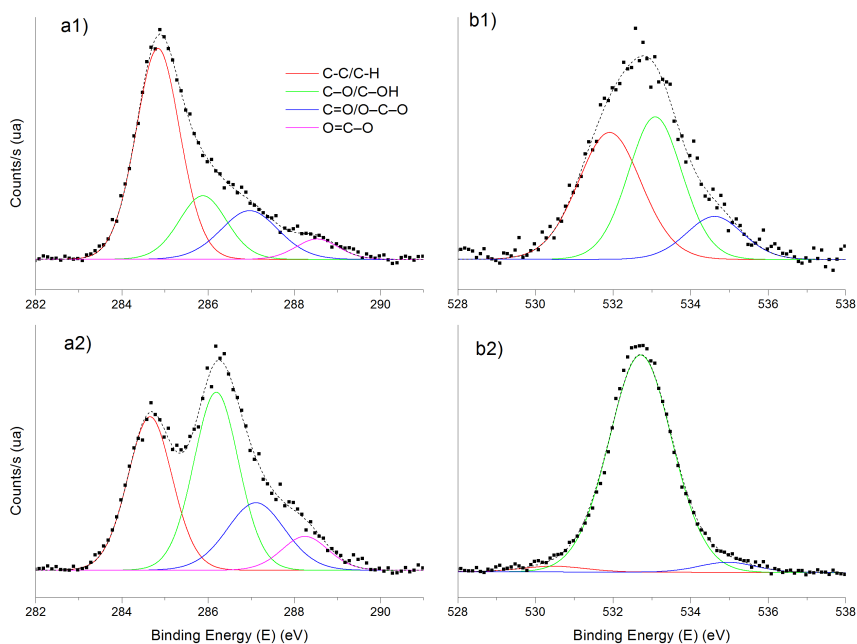 a1)
C-C/C-H
C–O/C–OH
C=O/O–C–O
O=C–O
Counts/s (ua)
282 284 286 288 290
b1)
528 530 532 534 536 538
a2)
Counts/s (ua)
282 284 286 288 290
Binding Energy (E) (eV)
b2)
528 530 532 534 536 538
Binding Energy (E) (eV)